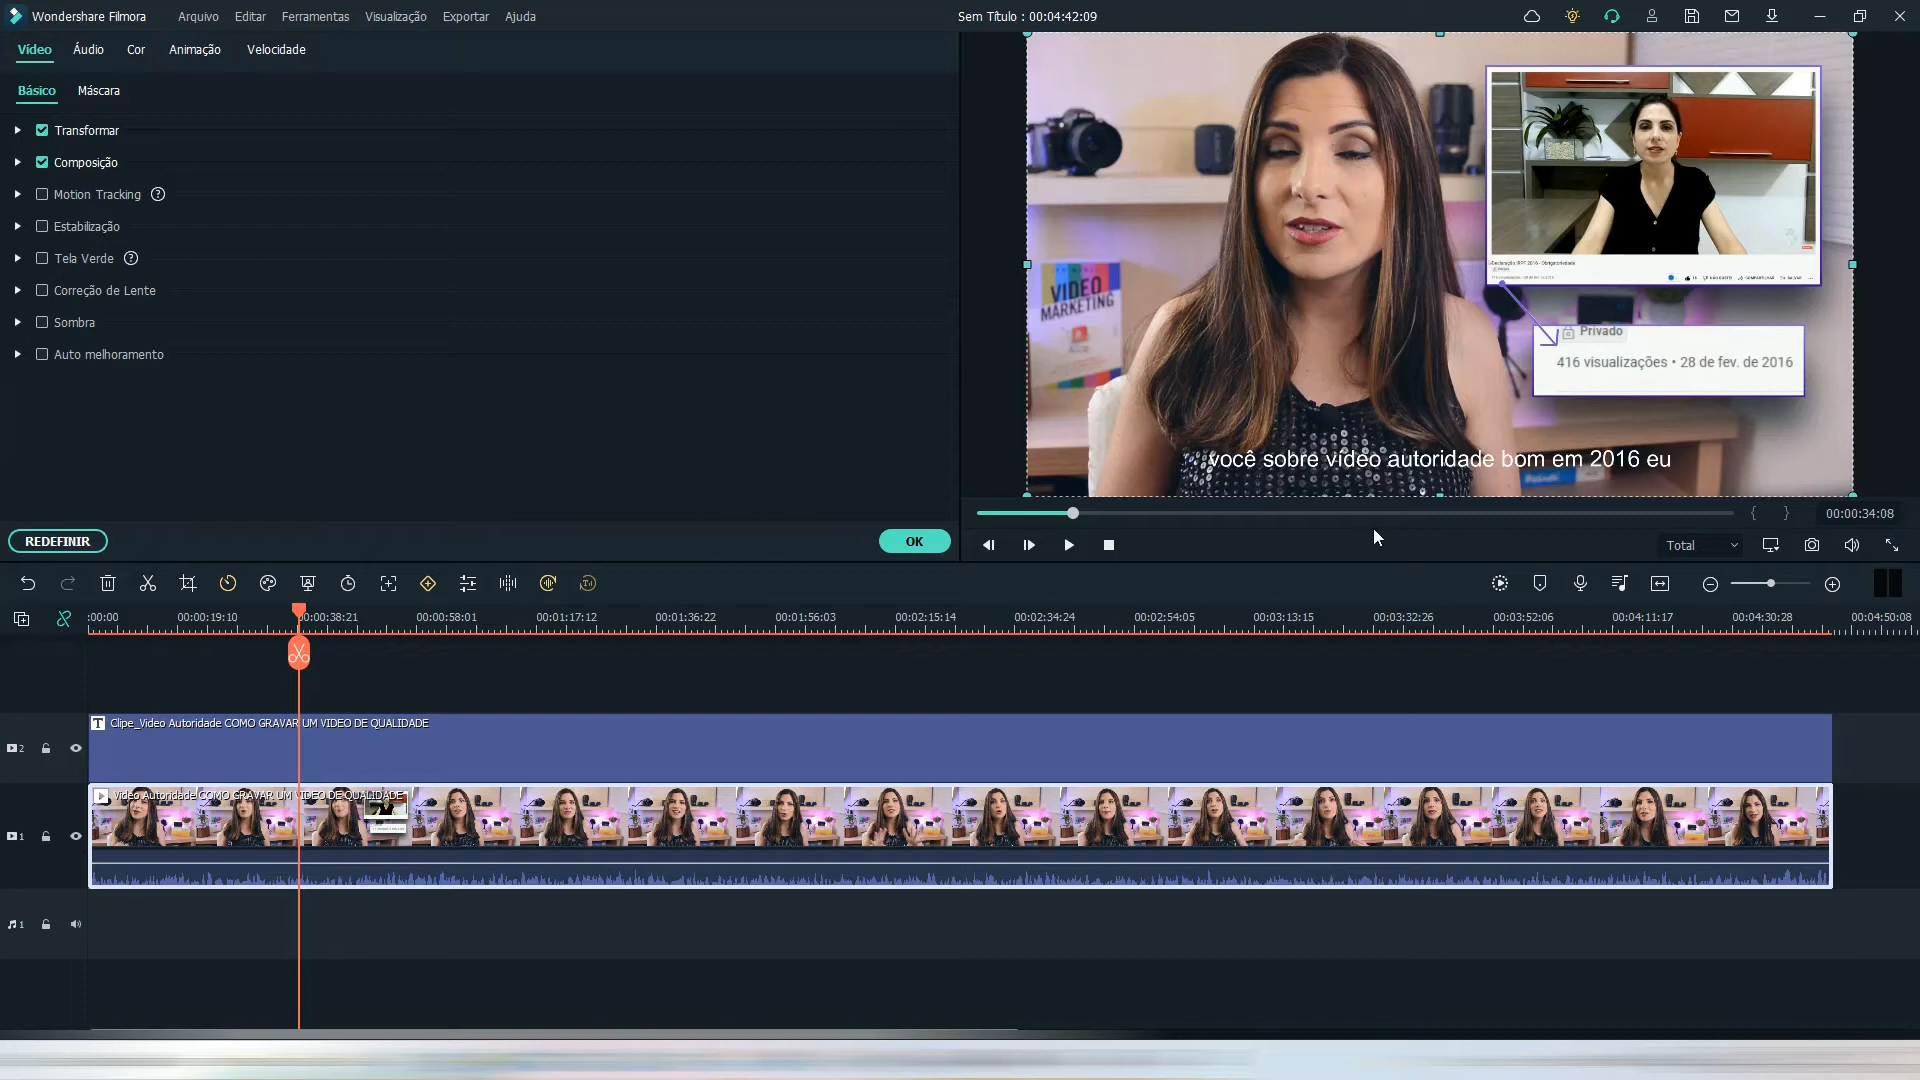 Wondershare Filmora
Arquivo
Editar
Ferramentas
Visualização
Exportar
Ajuda
Sem Título : 00:04:42:09
Vídeo
Áudio
Cor
Animação
Velocidade
Básico
Máscara
Transformar
Composição
Motion Tracking
Estabilização
Tela Verde
Correção de Lente
Sombra
Auto melhoramento
REDEFINIR
OK
VIDEO
MARKETING
Declaração IRPF 2016 - Obrigatoriedade
Privado
416 visualizações • 28 de fev. de 2016
você sobre vídeo autoridade bom em 2016 eu
{ }
00:00:34:08
Total
:00:00
00:00:19:10
00:00:38:21
00:00:58:01
00:01:17:12
00:01:36:22
00:01:56:03
00:02:15:14
00:02:34:24
00:02:54:05
00:03:13:15
00:03:32:26
00:03:52:06
00:04:11:17
00:04:30:28
00:04:50:08
2
T Clipe_Video Autoridade COMO GRAVAR UM VIDEO DE QUALIDADE
1
Video Autoridade COMO GRAVAR UM VIDEO DE QUALIDADE
1